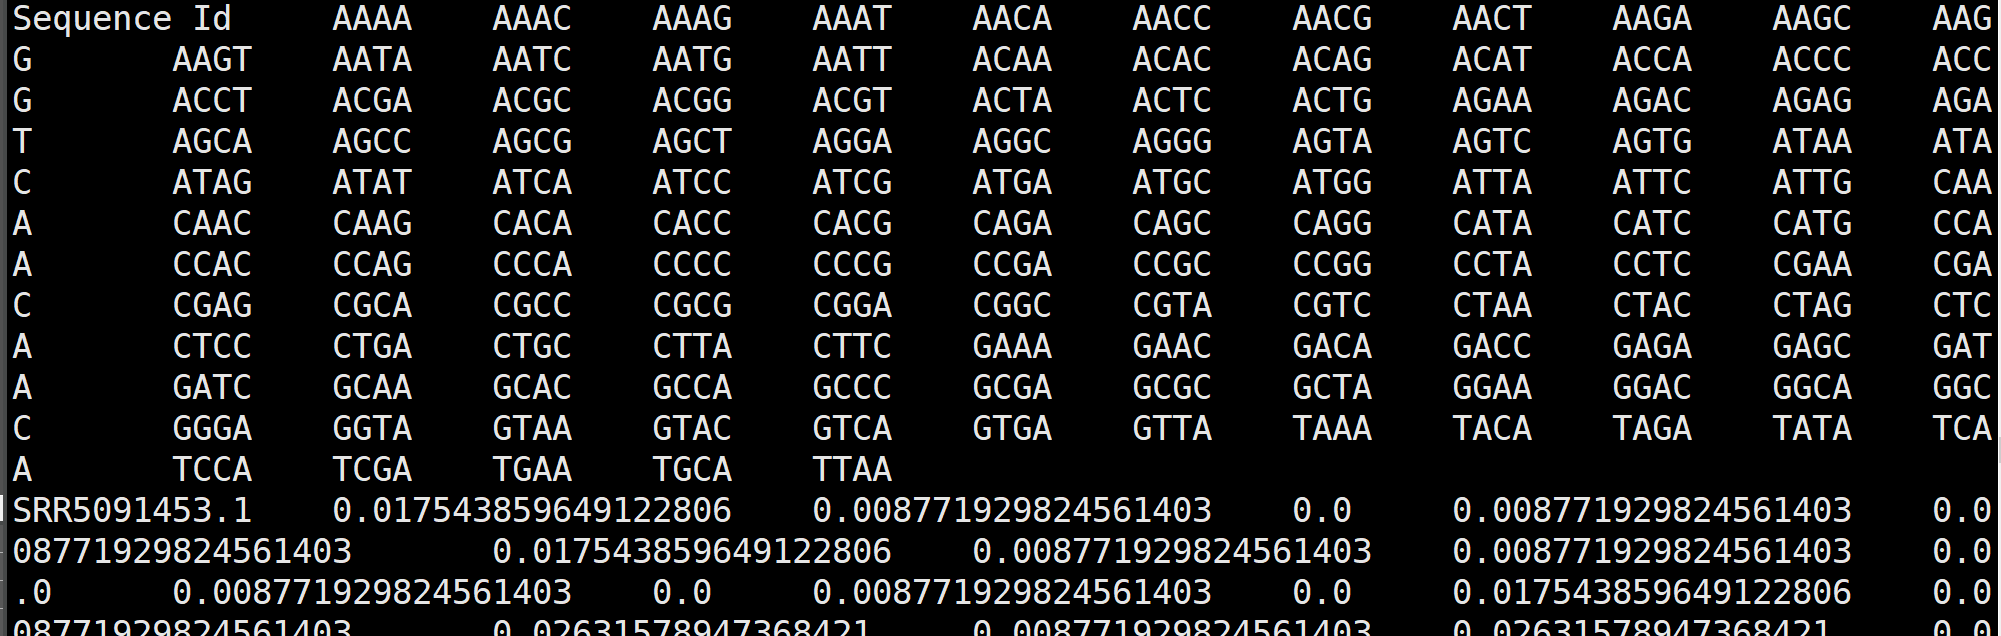 Sequence Id AAAA AAAC AAAG AAAT AACA AACC AACG AACT AAGA AAGC AAG
G AAGT AATA AATC AATG AATT ACAA ACAC ACAG ACAT ACCA ACCC ACC
G ACCT ACGA ACGC ACGG ACGT ACTA ACTC ACTG AGAA AGAC AGAG AGA
T AGCA AGCC AGCG AGCT AGGA AGGC AGGG AGTA AGTC AGTG ATAA ATA
C ATAG ATAT ATCA ATCC ATCG ATGA ATGC ATGG ATTA ATTC ATTG CAA
A CAAC CAAG CACA CACC CACG CAGA CAGC CAGG CATA CATC CATG CCA
A CCAC CCAG CCCA CCCC CCCG CCGA CCGC CCGG CCTA CCTC CGAA CGA
C CGAG CGCA CGCC CGCG CGGA CGGC CGTA CGTC CTAA CTAC CTAG CTC
A CTCC CTGA CTGC CTTA CTTC GAAA GAAC GACA GACC GAGA GAGC GAT
A GATC GCAA GCAC GCCA GCCC GCGA GCGC GCTA GGAA GGAC GGCA GGC
C GGGA GGTA GTAA GTAC GTCA GTGA GTTA TAAA TACA TAGA TATA TCA
A TCCA TCGA TGAA TGCA TTAA
SRR5091453.1 0.017543859649122806 0.008771929824561403 0.0 0.008771929824561403 0.0
08771929824561403 0.017543859649122806 0.008771929824561403 0.008771929824561403 0.0
.0 0.008771929824561403 0.0 0.008771929824561403 0.0 0.017543859649122806 0.0
08771929824561403 0.02631578947368421 0.008771929824561403 0.02631578947368421 0.0